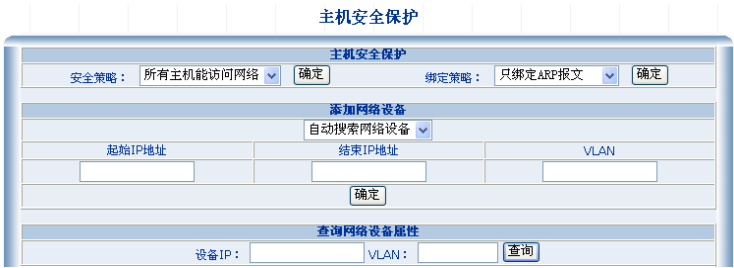 主机安全保护
主机安全保护
安全策略： 所有主机能访问网络 确定 绑定策略： 只绑定ARP报文 确定
添加网络设备
自动搜索网络设备
起始IP地址 结束IP地址 VLAN
确定
查询网络设备属性
设备IP： VLAN： 查询